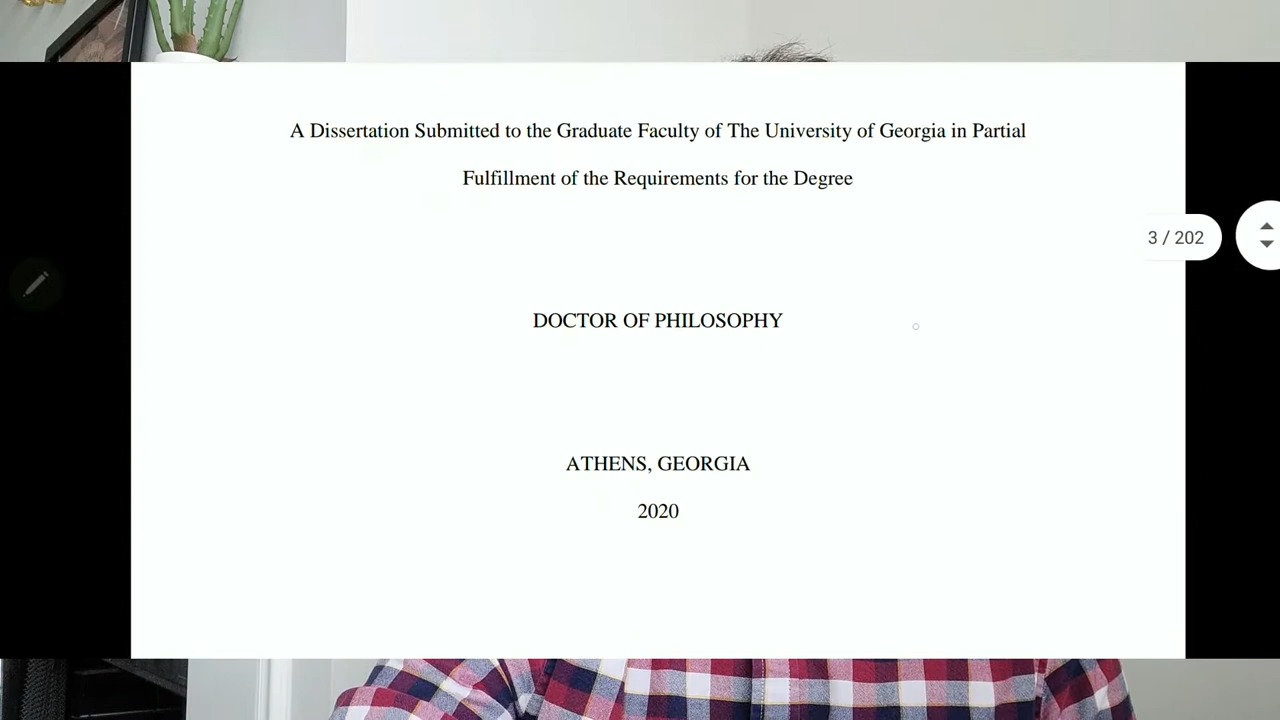 A Dissertation Submitted to the Graduate Faculty of The University of Georgia in Partial
Fulfillment of the Requirements for the Degree
3 / 202
DOCTOR OF PHILOSOPHY
ATHENS, GEORGIA
2020